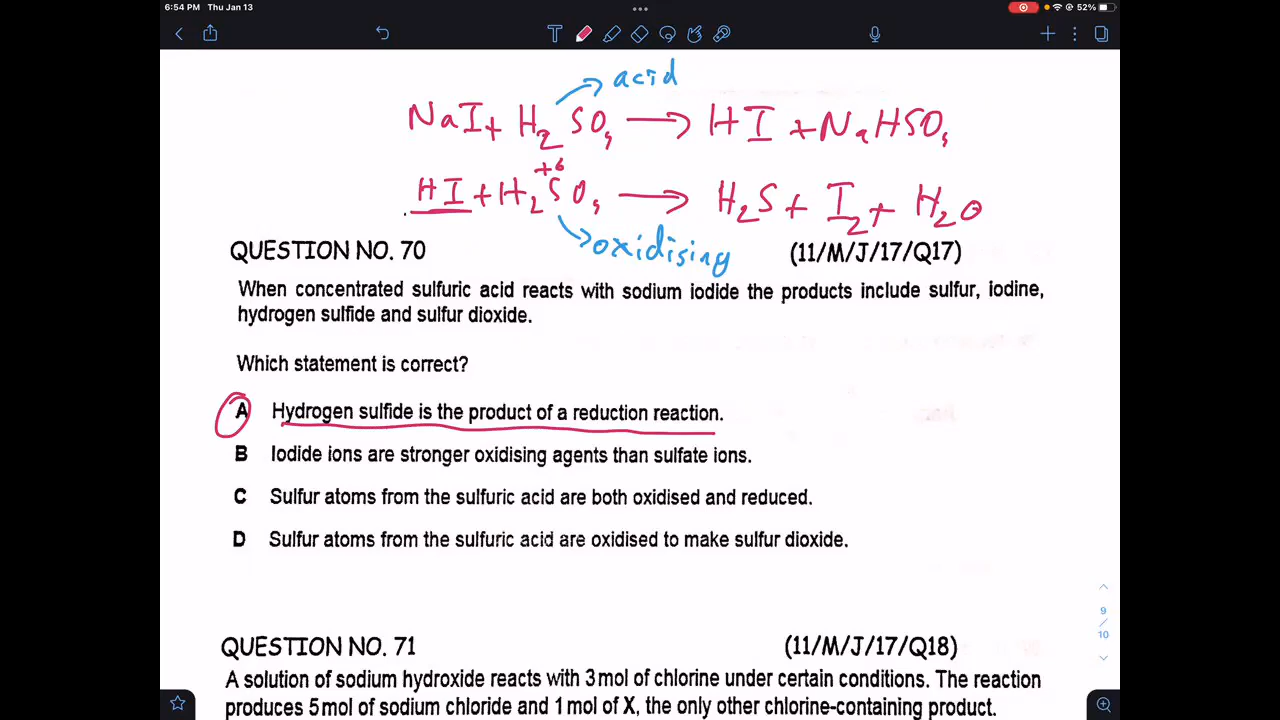 6:54 PM Thu Jan 13
52%
acid
NaI + H2SO4 → HI + NaHSO4
+6
HI + H2SO4 → H2S + I2 + H2O
oxidising
QUESTION NO. 70 (11/M/J/17/Q17)
When concentrated sulfuric acid reacts with sodium iodide the products include sulfur, iodine,
hydrogen sulfide and sulfur dioxide.
Which statement is correct?
A Hydrogen sulfide is the product of a reduction reaction.
B Iodide ions are stronger oxidising agents than sulfate ions.
C Sulfur atoms from the sulfuric acid are both oxidised and reduced.
D Sulfur atoms from the sulfuric acid are oxidised to make sulfur dioxide.
9
/
10
QUESTION NO. 71 (11/M/J/17/Q18)
A solution of sodium hydroxide reacts with 3 mol of chlorine under certain conditions. The reaction
produces 5 mol of sodium chloride and 1 mol of X, the only other chlorine-containing product.